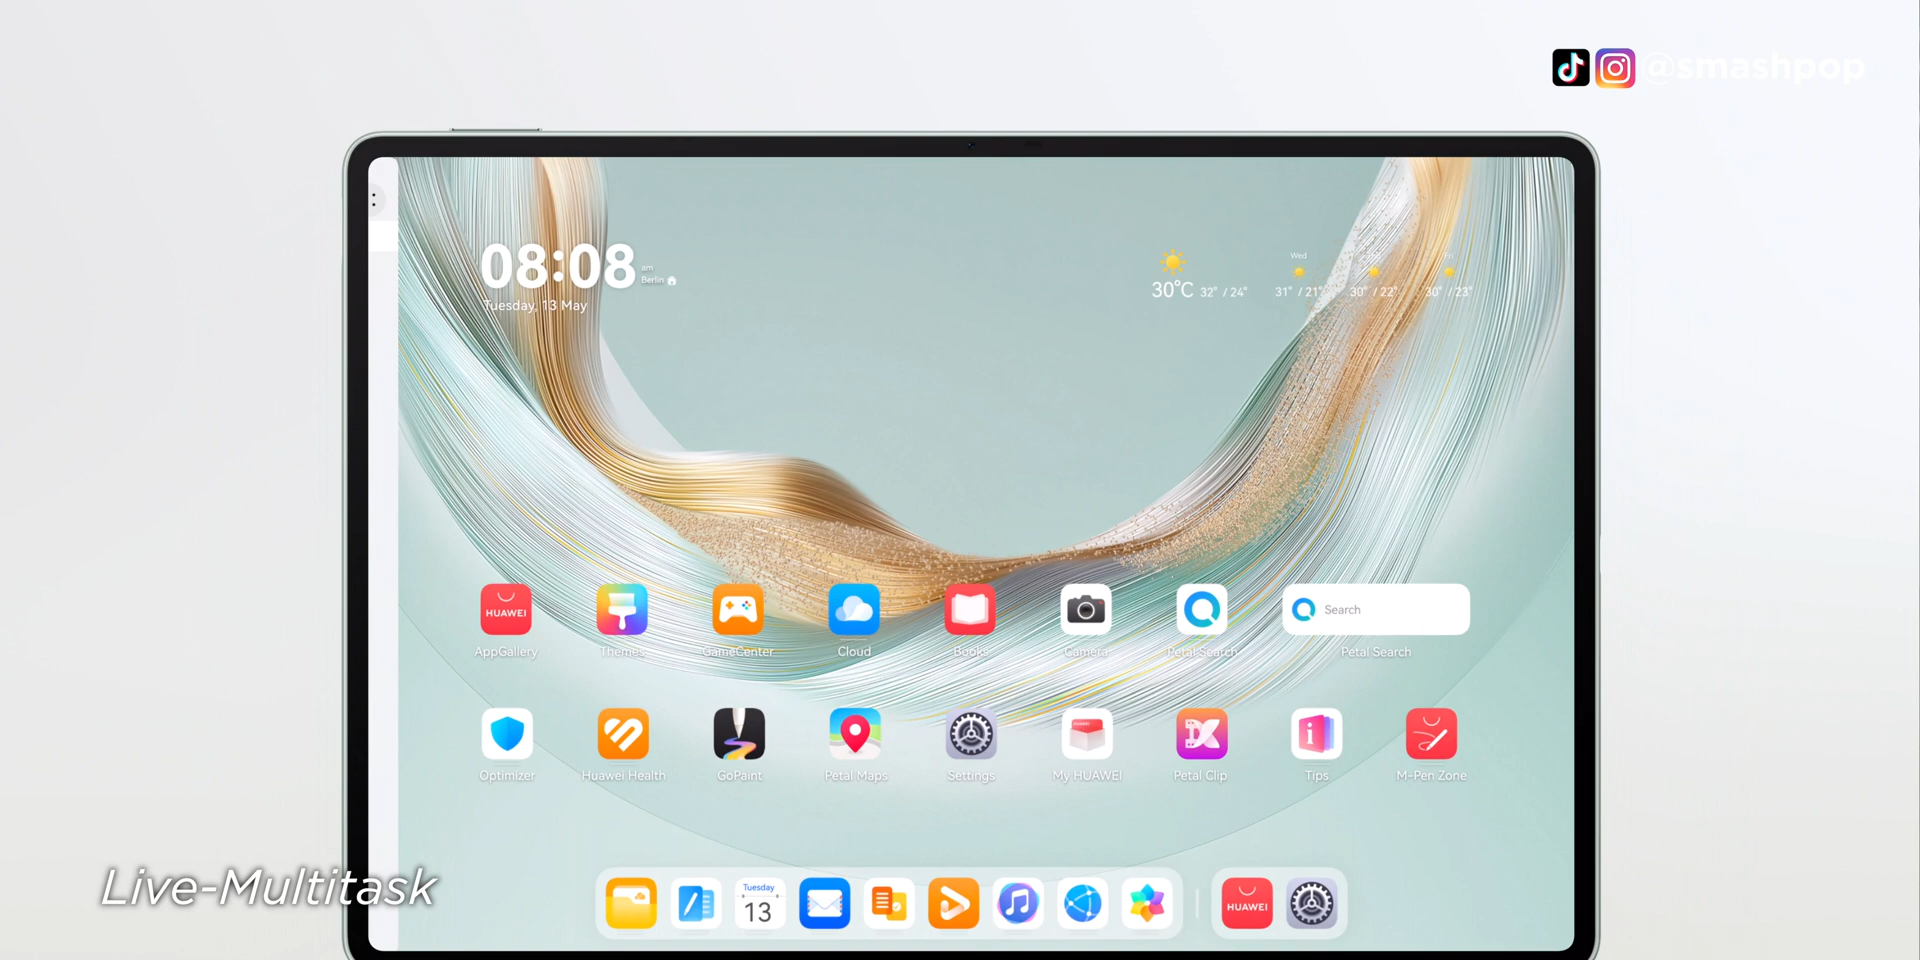 @smashpop
08:08
am
Berlin
Tuesday, 13 May
30°C 32° / 24°
Wed
31° / 21°
30° / 22°
Fri
30° / 23°
HUAWEI
Search
AppGallery
Themes
GameCenter
Cloud
Books
Camera
Petal Search
Petal Search
HUAWEI
Optimizer
Huawei Health
GoPaint
Petal Maps
Settings
My HUAWEI
Petal Clip
Tips
M-Pen Zone
Live-Multitask
Tuesday
13
HUAWEI